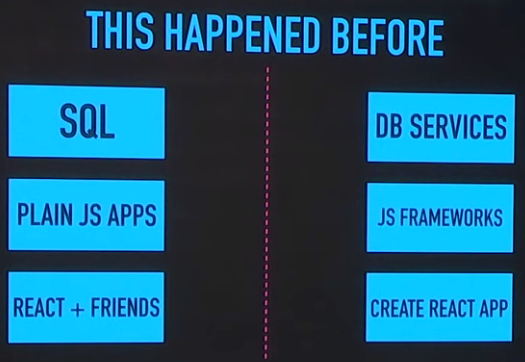 THIS HAPPENED BEFORE
SQL
DB SERVICES
PLAIN JS APPS
JS FRAMEWORKS
REACT + FRIENDS
CREATE REACT APP